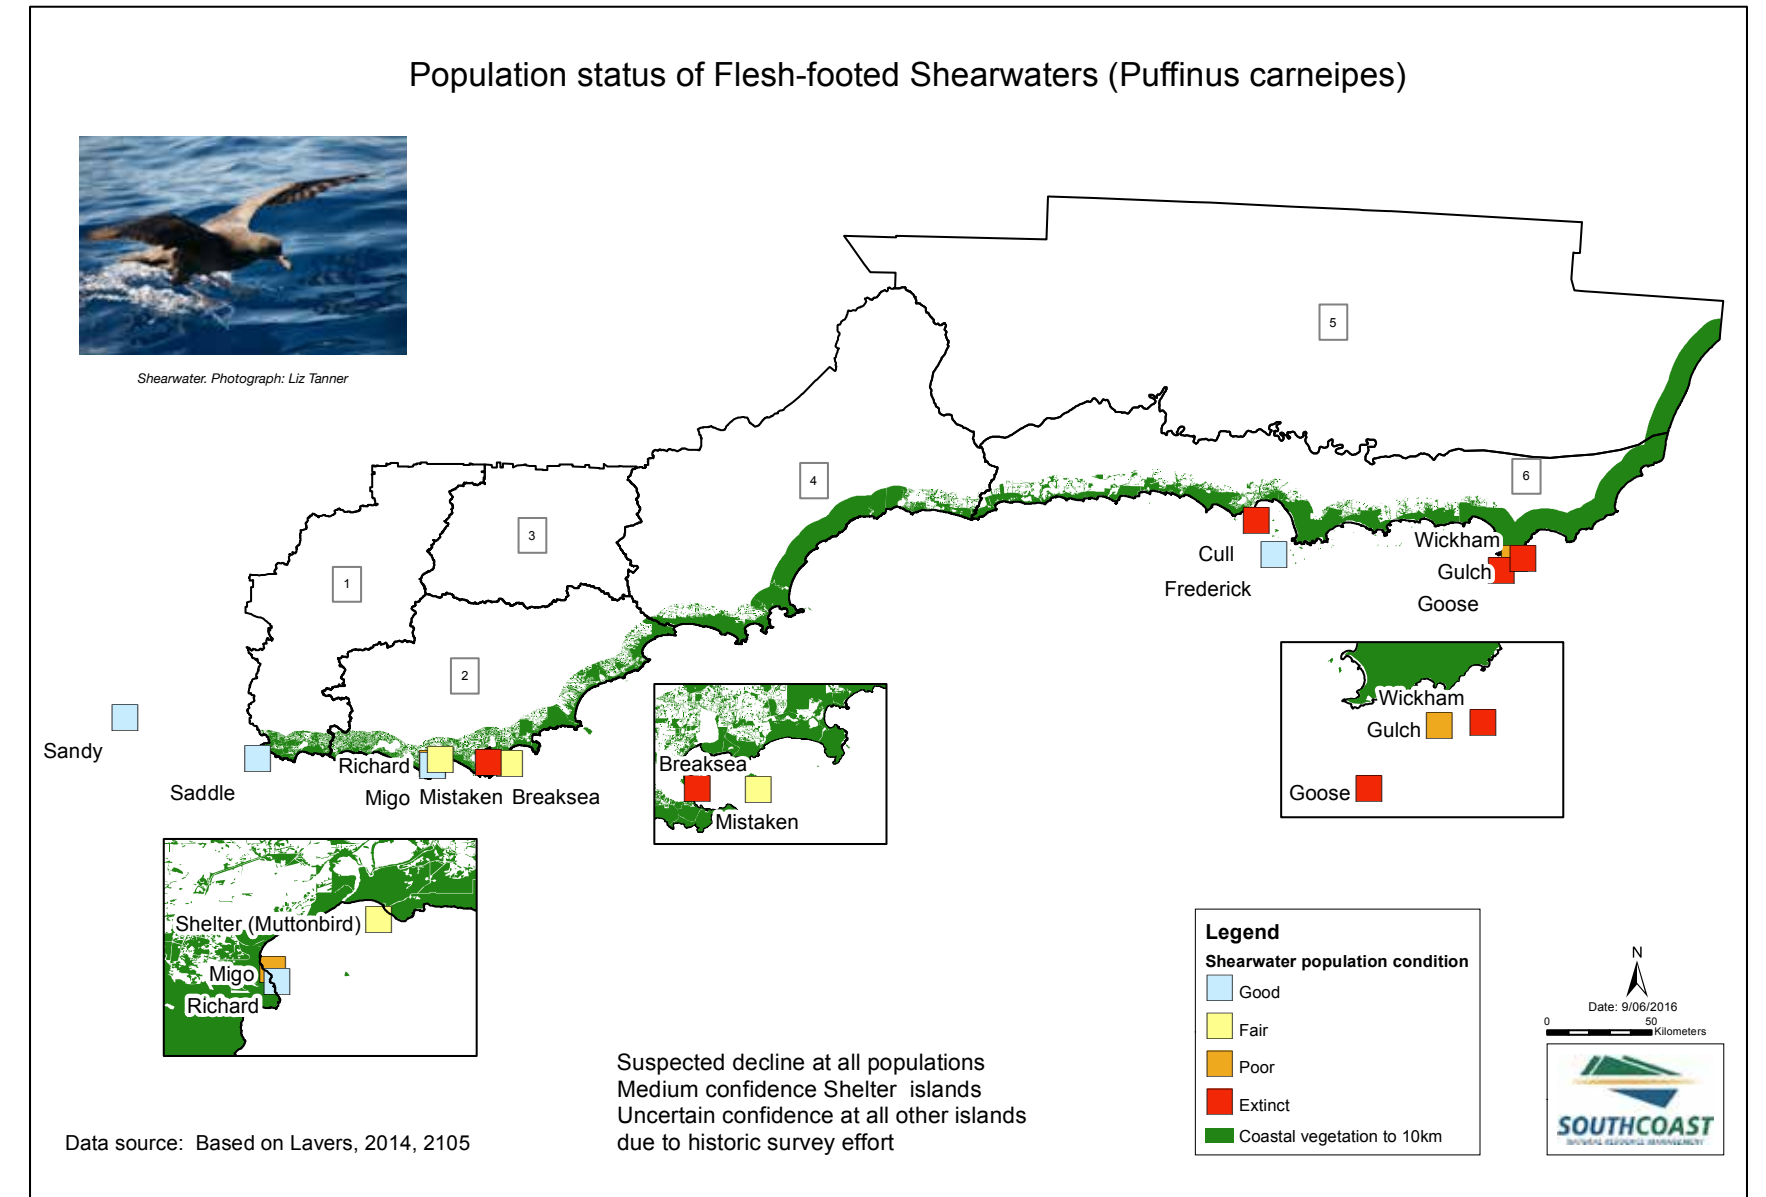 Population status of Flesh-footed Shearwaters (Puffinus carneipes)
Shearwater. Photograph: Liz Tanner
5
4
6
3
1
2
Cull
Frederick
Wickham
Gulch
Goose
Sandy
Saddle
Richard
Migo Mistaken Breaksea
Breaksea
Mistaken
Wickham
Gulch
Goose
Shelter (Muttonbird)
Migo
Richard
Legend
Shearwater population condition
Good
Fair
Poor
Extinct
Coastal vegetation to 10km
N
Date: 9/06/2016
0 50
Kilometers
SOUTHCOAST
NATURAL RESOURCE MANAGEMENT
Suspected decline at all populations
Medium confidence Shelter islands
Uncertain confidence at all other islands
due to historic survey effort
Data source: Based on Lavers, 2014, 2105